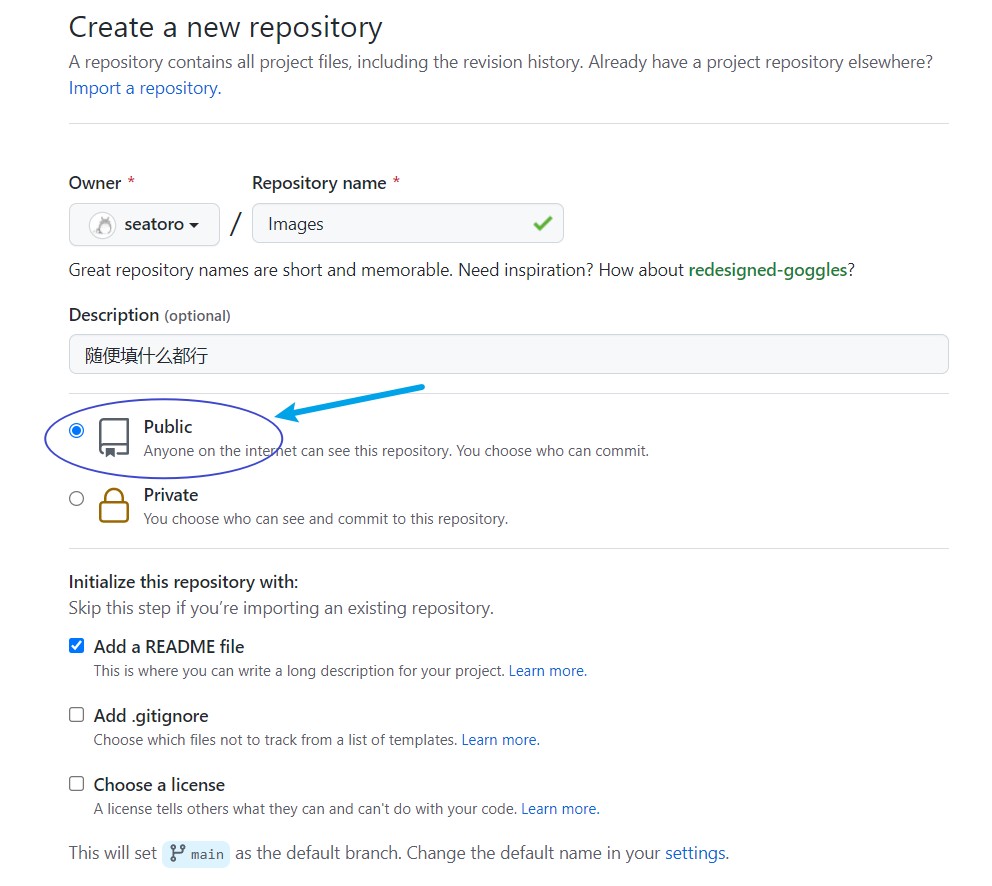 Create a new repository
A repository contains all project files, including the revision history. Already have a project repository elsewhere?
Import a repository.
Owner * Repository name *
seatoro / Images
Great repository names are short and memorable. Need inspiration? How about redesigned-goggles?
Description (optional)
随便填什么都行
Public
Anyone on the internet can see this repository. You choose who can commit.
Private
You choose who can see and commit to this repository.
Initialize this repository with:
Skip this step if you’re importing an existing repository.
Add a README file
This is where you can write a long description for your project. Learn more.
Add .gitignore
Choose which files not to track from a list of templates. Learn more.
Choose a license
A license tells others what they can and can't do with your code. Learn more.
This will set main as the default branch. Change the default name in your settings.